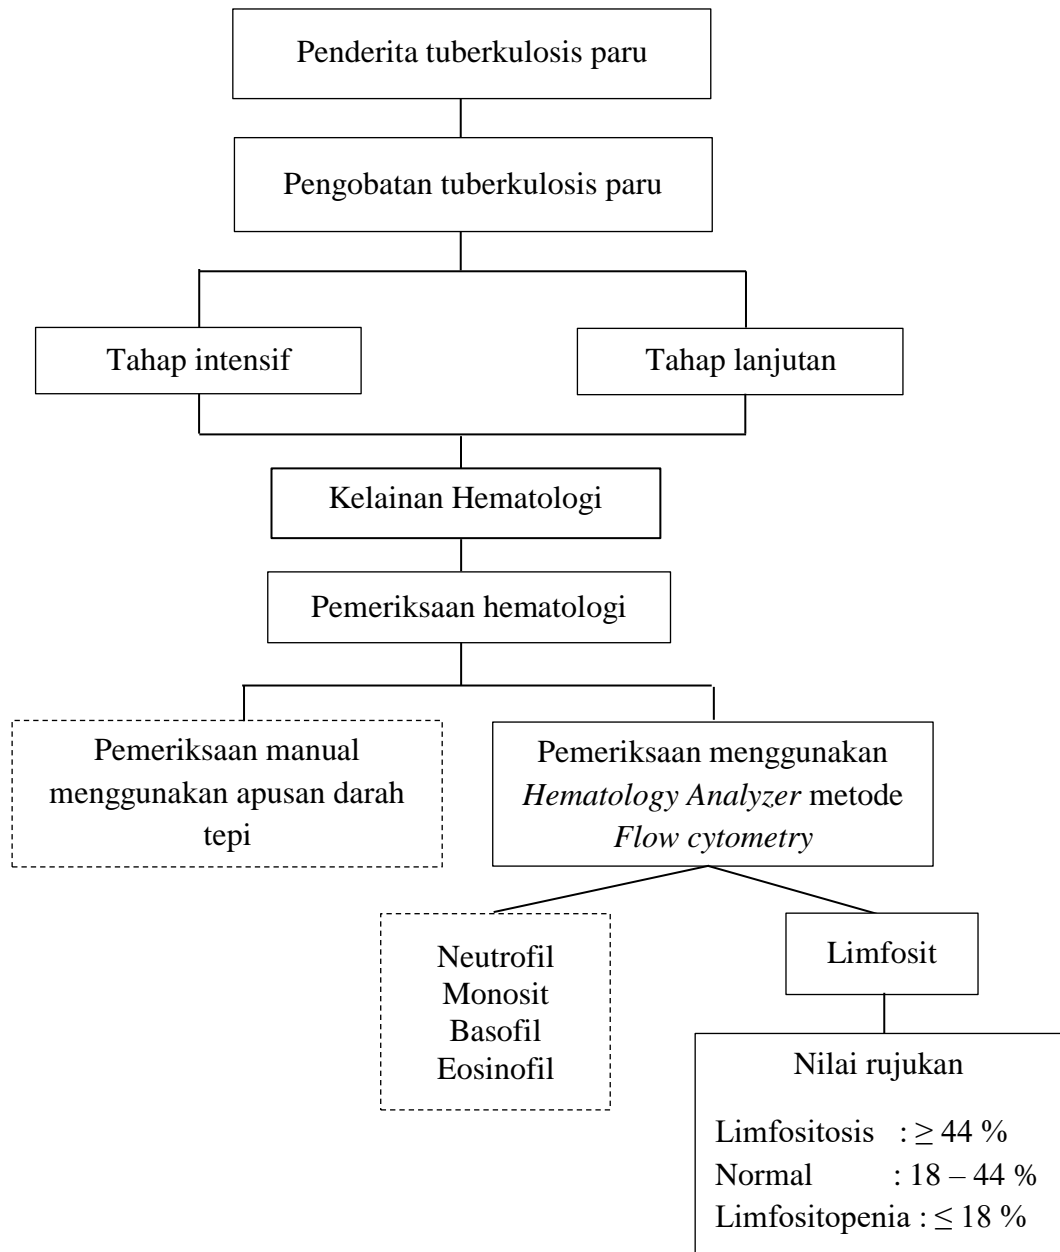 Penderita tuberkulosis paru
Pengobatan tuberkulosis paru
Tahap intensif
Tahap lanjutan
Kelainan Hematologi
Pemeriksaan hematologi
Pemeriksaan manual
menggunakan apusan darah
tepi
Pemeriksaan menggunakan
Hematology Analyzer metode
Flow cytometry
Neutrofil
Monosit
Basofil
Eosinofil
Limfosit
Nilai rujukan
Limfositosis : ≥ 44 %
Normal : 18 – 44 %
Limfositopenia : ≤ 18 %